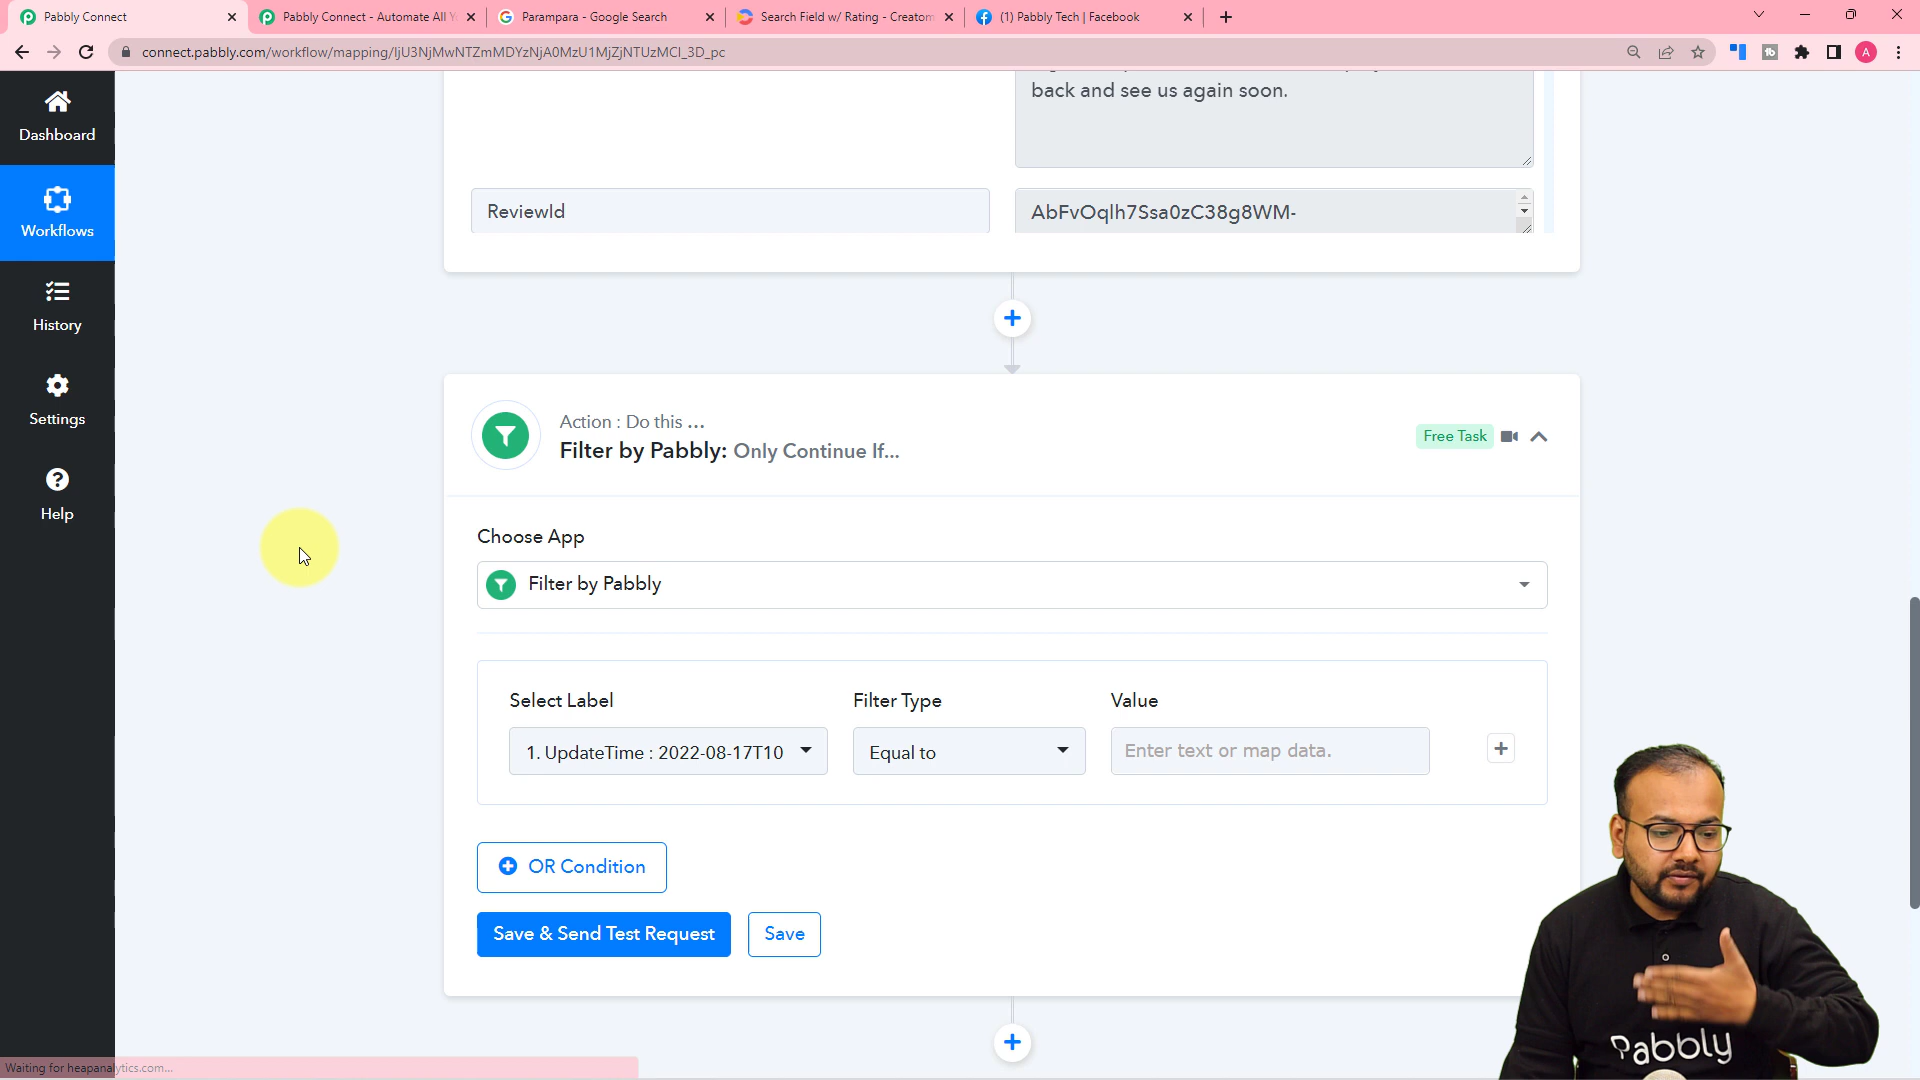 Pabbly Connect
Pabbly Connect - Automate All Y
Parampara - Google Search
Search Field w/ Rating - Creatom
(1) Pabbly Tech | Facebook
connect.pabbly.com/workflow/mapping/IjU3NjMwNTZmMDYzNjA0MzU1MjZjNTUzMCI_3D_pc
A
Dashboard
Workflows
History
Settings
Help
back and see us again soon.
ReviewId
AbFvOqlh7Ssa0zC38g8WM-
Action : Do this ...
Filter by Pabbly: Only Continue If...
Free Task
Choose App
Filter by Pabbly
Select Label
Filter Type
Value
1. UpdateTime : 2022-08-17T10
Equal to
Enter text or map data.
OR Condition
Save & Send Test Request
Save
Pabbly
Waiting for heapanalytics.com...